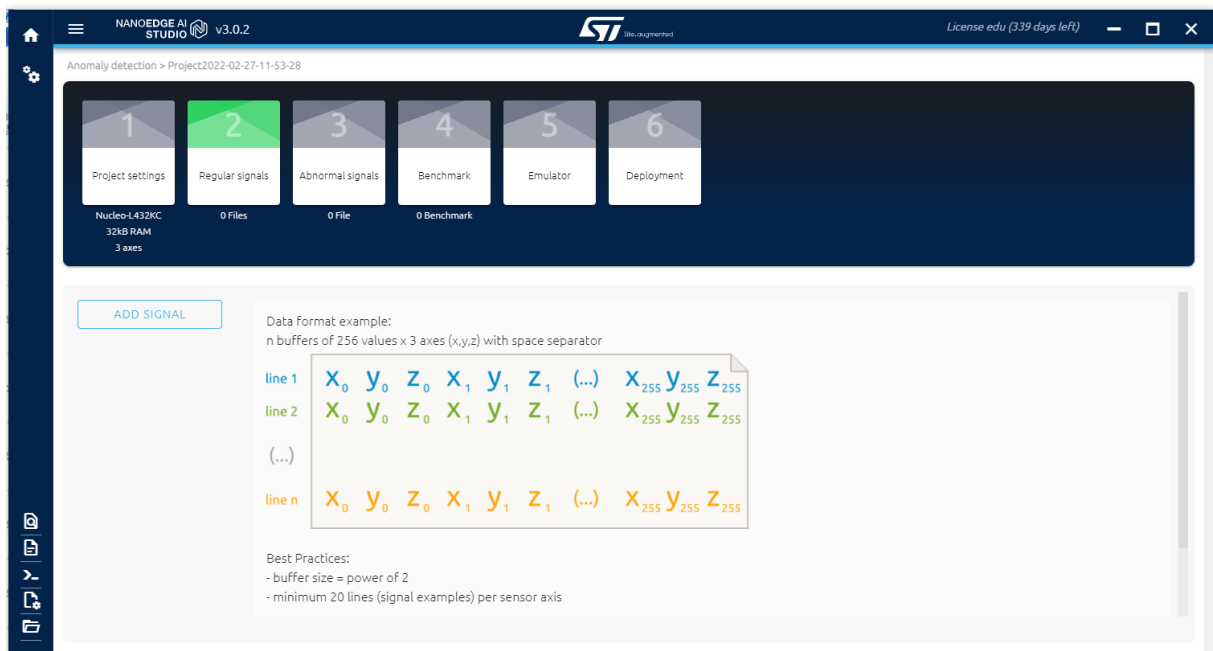 NANOEDGE AI STUDIO v3.0.2
ST life.augmented
License edu (339 days left)
Anomaly detection > Project2022-02-27-11-53-28
1 2 3 4 5 6
Project settings Regular signals Abnormal signals Benchmark Emulator Deployment
Nucleo-L432KC 0 Files 0 File 0 Benchmark
32kB RAM
3 axes
ADD SIGNAL
Data format example:
n buffers of 256 values x 3 axes (x,y,z) with space separator
line 1 x0 y0 z0 x1 y1 z1 (...) x255 y255 z255
line 2 x0 y0 z0 x1 y1 z1 (...) x255 y255 z255
(...)
line n x0 y0 z0 x1 y1 z1 (...) x255 y255 z255
Best Practices:
- buffer size = power of 2
- minimum 20 lines (signal examples) per sensor axis